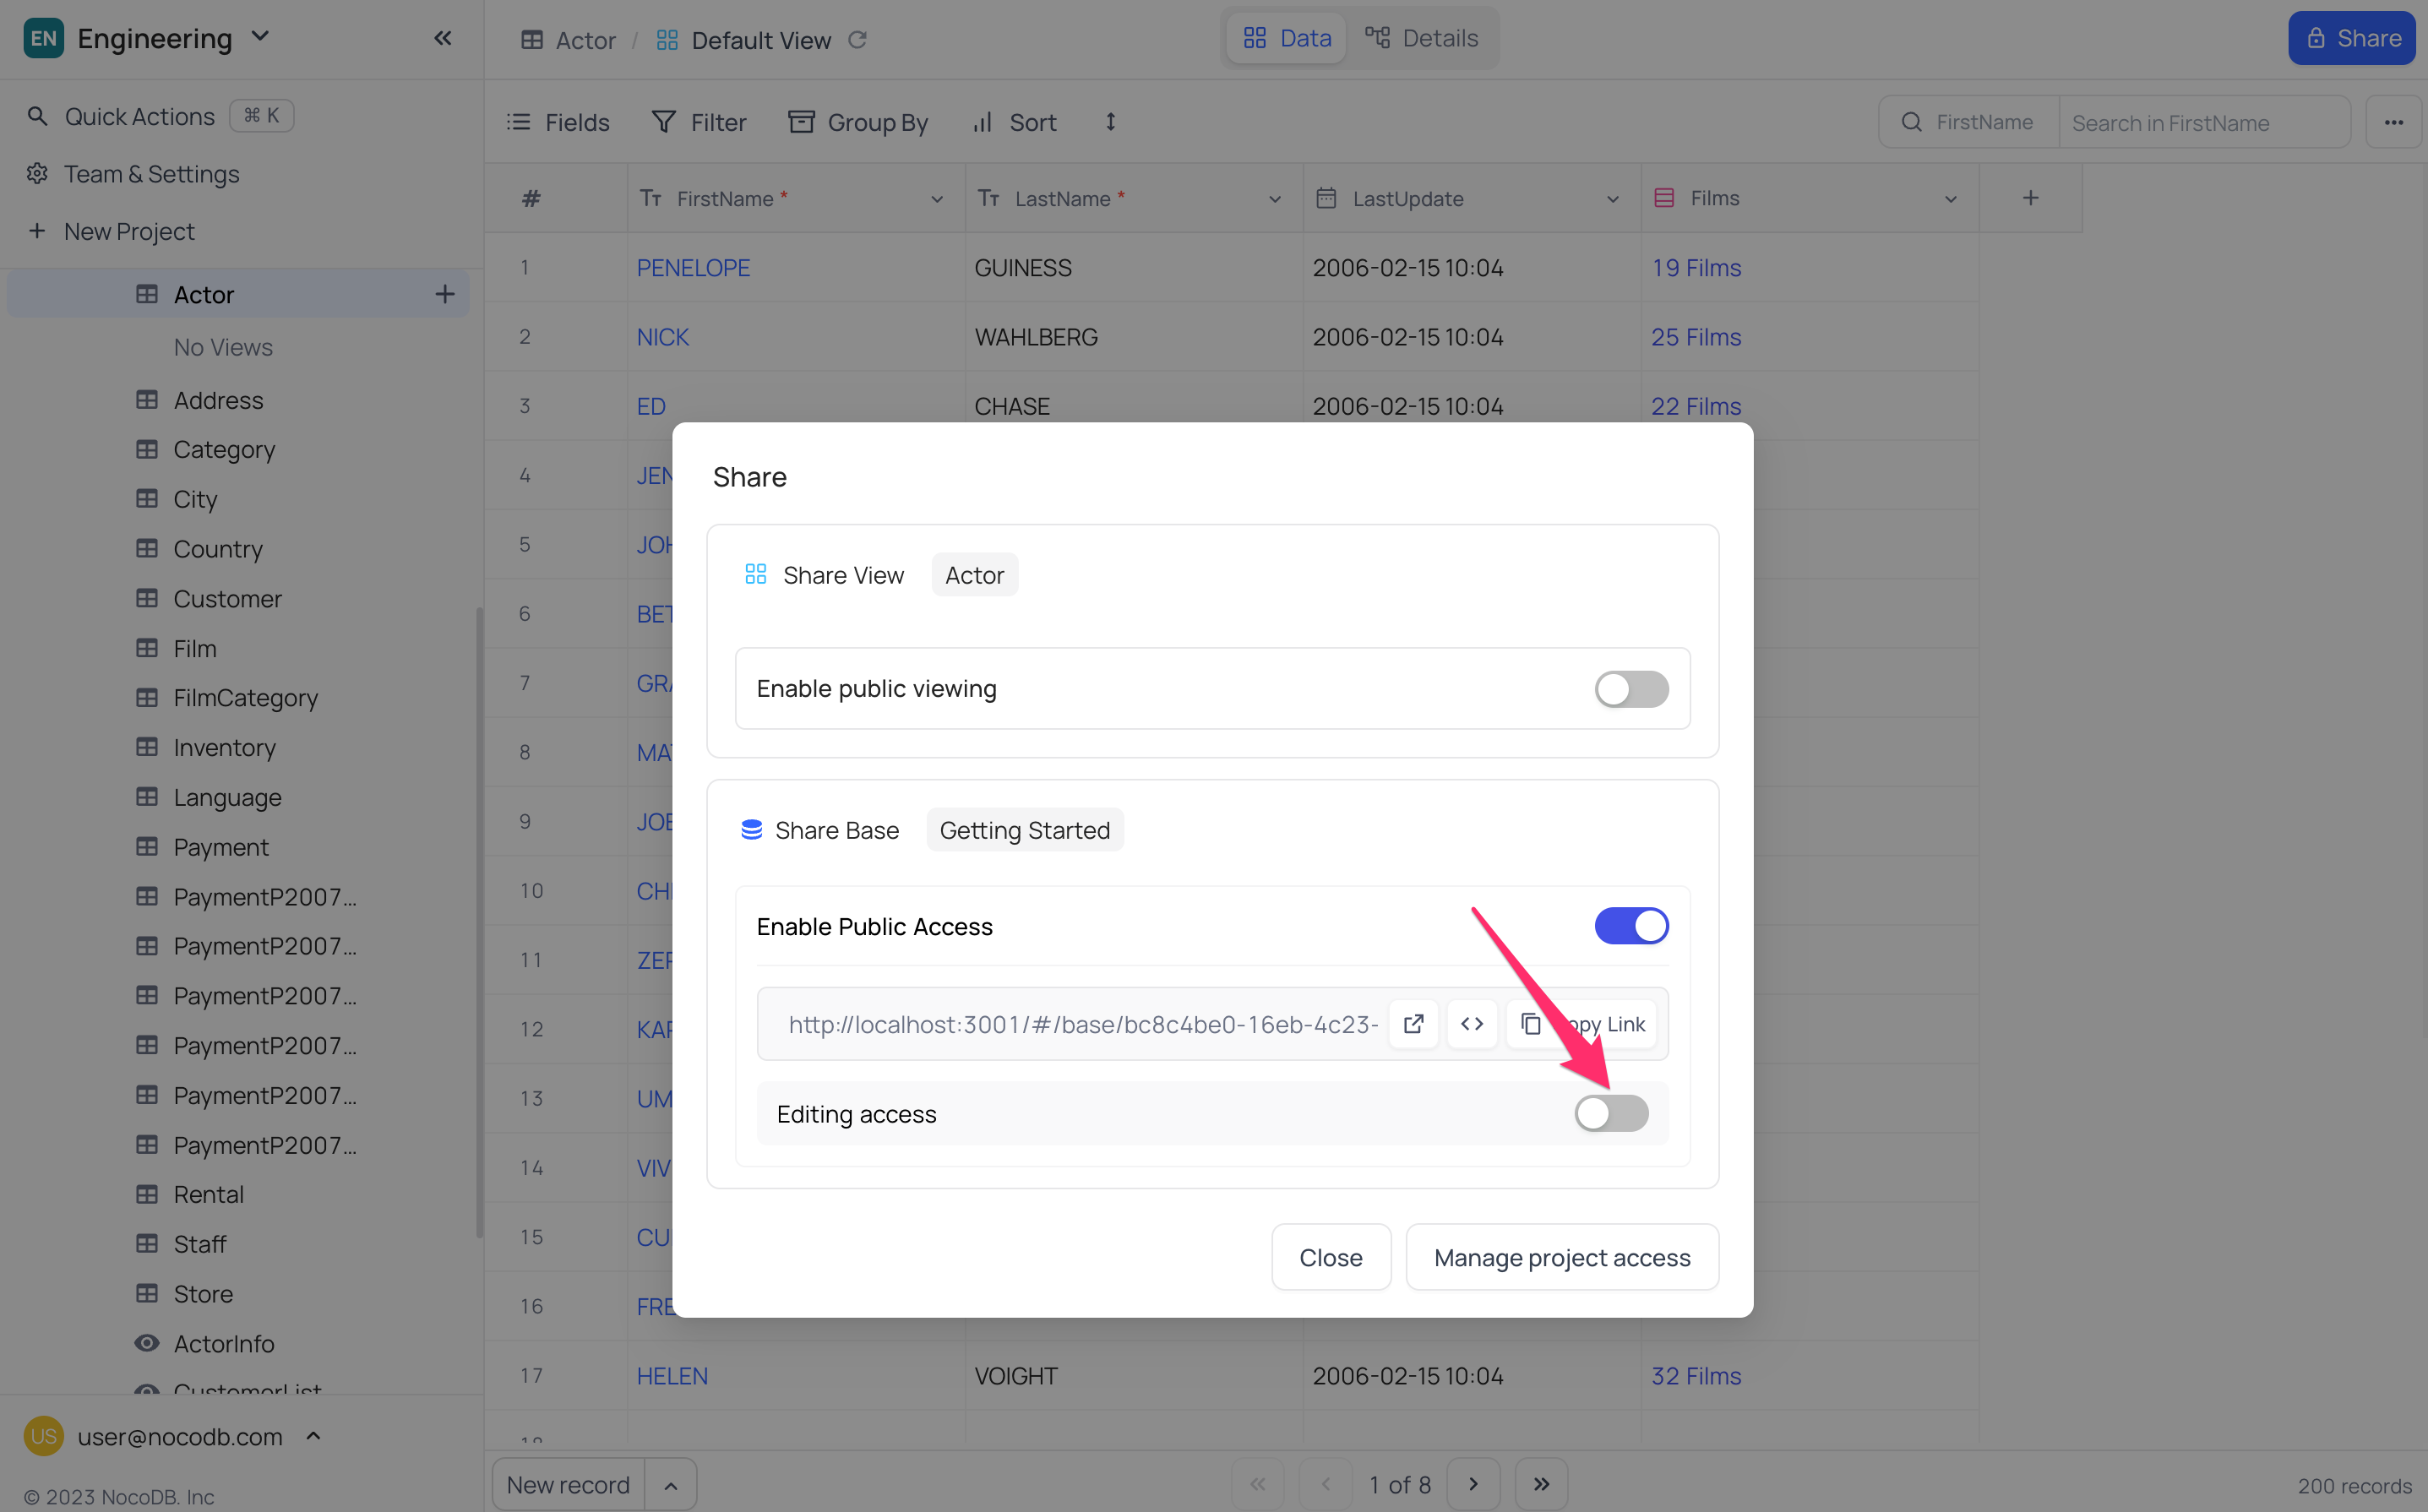 EN Engineering
Quick Actions ⌘ K
Team & Settings
New Project
Actor
No Views
Address
Category
City
Country
Customer
Film
FilmCategory
Inventory
Language
Payment
PaymentP2007...
PaymentP2007...
PaymentP2007...
PaymentP2007...
PaymentP2007...
PaymentP2007...
Rental
Staff
Store
ActorInfo
CustomerList
US user@nocodb.com
© 2023 NocoDB. Inc
Actor / Default View
Data Details
Share
Fields Filter Group By Sort
FirstName Search in FirstName
# FirstName * LastName * LastUpdate Films
1 PENELOPE GUINESS 2006-02-15 10:04 19 Films
2 NICK WAHLBERG 2006-02-15 10:04 25 Films
3 ED CHASE 2006-02-15 10:04 22 Films
4 JEN
5
6 BET
7 GRA
8 MA
9
10 CH
11
12
13 UM
14 VIV
15 CU
16 FRE
17 HELEN VOIGHT 2006-02-15 10:04 32 Films
18
Share
Share View Actor
Enable public viewing
Share Base Getting Started
Enable Public Access
http://localhost:3001/#/base/bc8c4be0-16eb-4c23-
opy Link
Editing access
Close Manage project access
New record
1 of 8
200 records